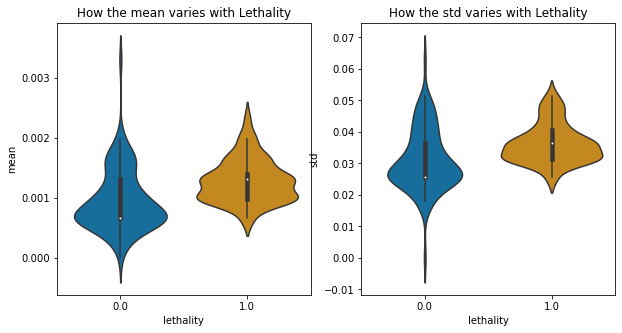 How the mean varies with Lethality
mean
0.003
0.002
0.001
0.000
0.0
1.0
lethality
How the std varies with Lethality
std
0.07
0.06
0.05
0.04
0.03
0.02
0.01
0.00
−0.01
0.0
1.0
lethality